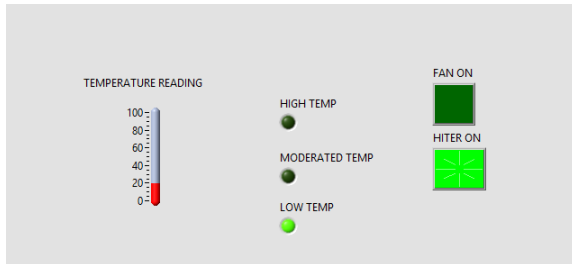 TEMPERATURE READING
100
80
60
40
20
0
HIGH TEMP
MODERATED TEMP
LOW TEMP
FAN ON
HITER ON